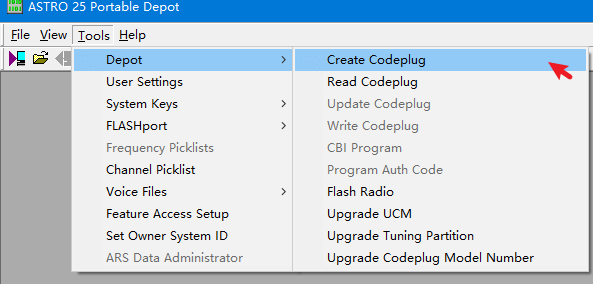 ASTRO 25 Portable Depot
File View Tools Help
Depot
User Settings
System Keys
FLASHport
Frequency Picklists
Channel Picklist
Voice Files
Feature Access Setup
Set Owner System ID
ARS Data Administrator
Create Codeplug
Read Codeplug
Update Codeplug
Write Codeplug
CBI Program
Program Auth Code
Flash Radio
Upgrade UCM
Upgrade Tuning Partition
Upgrade Codeplug Model Number